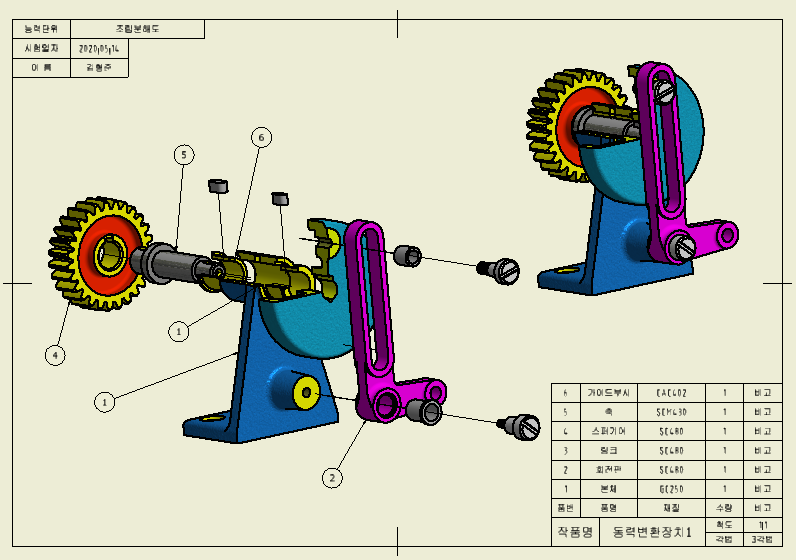 능력단위 조립분해도
시험일자 2020,05,14
이 름 김형준
5
6
4
1
1
2
6 가이드부시 CAC402 1 비고
5 축 SCM430 1 비고
4 스퍼기어 SC480 1 비고
3 링크 SC480 1 비고
2 회전판 SC480 1 비고
1 본체 GC250 1 비고
품번 품명 재질 수량 비고
작품명 동력변환장치1 척도 1:1
각법 3각법